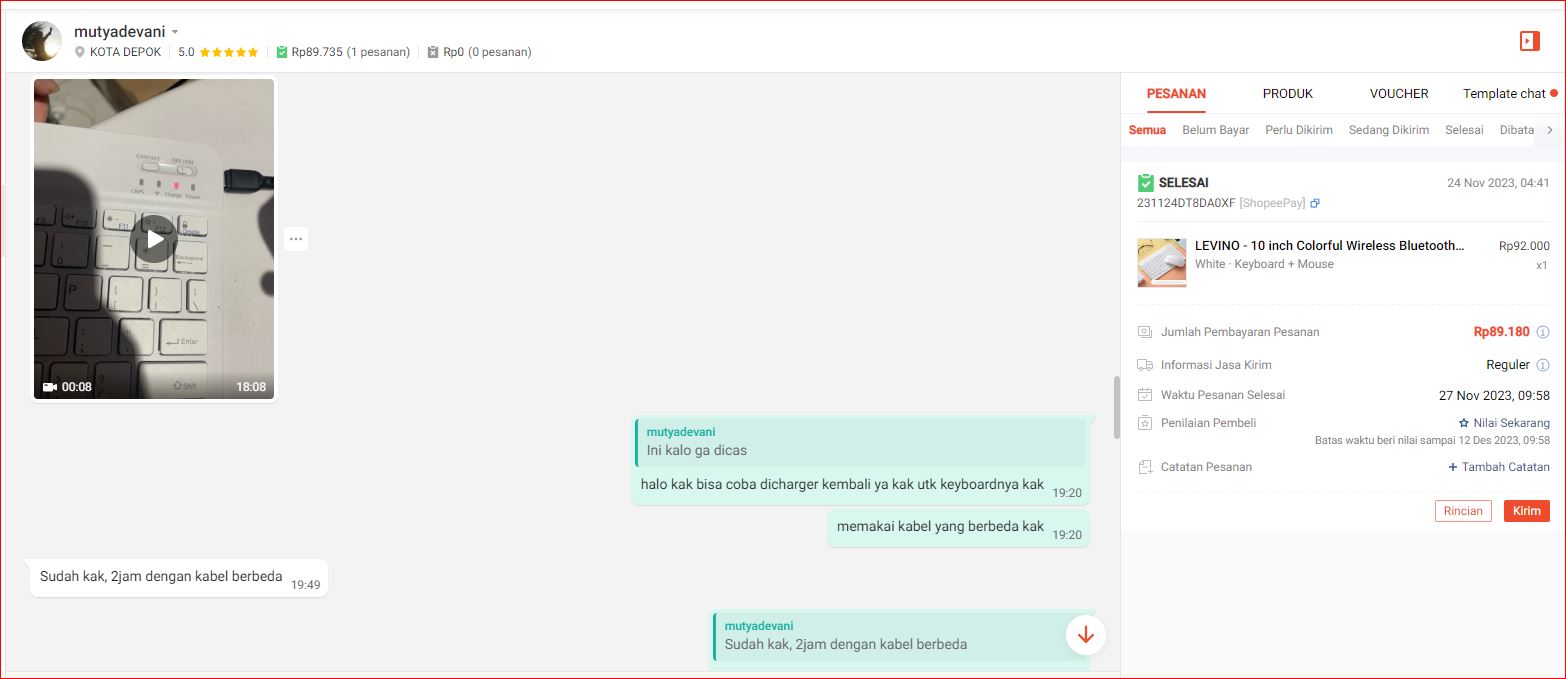 mutyadevani
KOTA DEPOK 5.0 Rp89.735 (1 pesanan) Rp0 (0 pesanan)
Connect OFF/ON
CAPS Charge Power
F10 F11 Delete
Backspace
P
Enter
Shift
00:08 18:08
mutyadevani
Ini kalo ga dicas
halo kak bisa coba dicharger kembali ya kak utk keyboardnya kak 19:20
memakai kabel yang berbeda kak 19:20
Sudah kak, 2jam dengan kabel berbeda 19:49
mutyadevani
Sudah kak, 2jam dengan kabel berbeda
PESANAN PRODUK VOUCHER Template chat
Semua Belum Bayar Perlu Dikirim Sedang Dikirim Selesai Dibata
SELESAI 24 Nov 2023, 04:41
231124DT8DA0XF [ShopeePay]
LEVINO - 10 inch Colorful Wireless Bluetooth... Rp92.000
White · Keyboard + Mouse x1
Jumlah Pembayaran Pesanan Rp89.180
Informasi Jasa Kirim Reguler
Waktu Pesanan Selesai 27 Nov 2023, 09:58
Penilaian Pembeli Nilai Sekarang
Batas waktu beri nilai sampai 12 Des 2023, 09:58
Catatan Pesanan + Tambah Catatan
Rincian Kirim